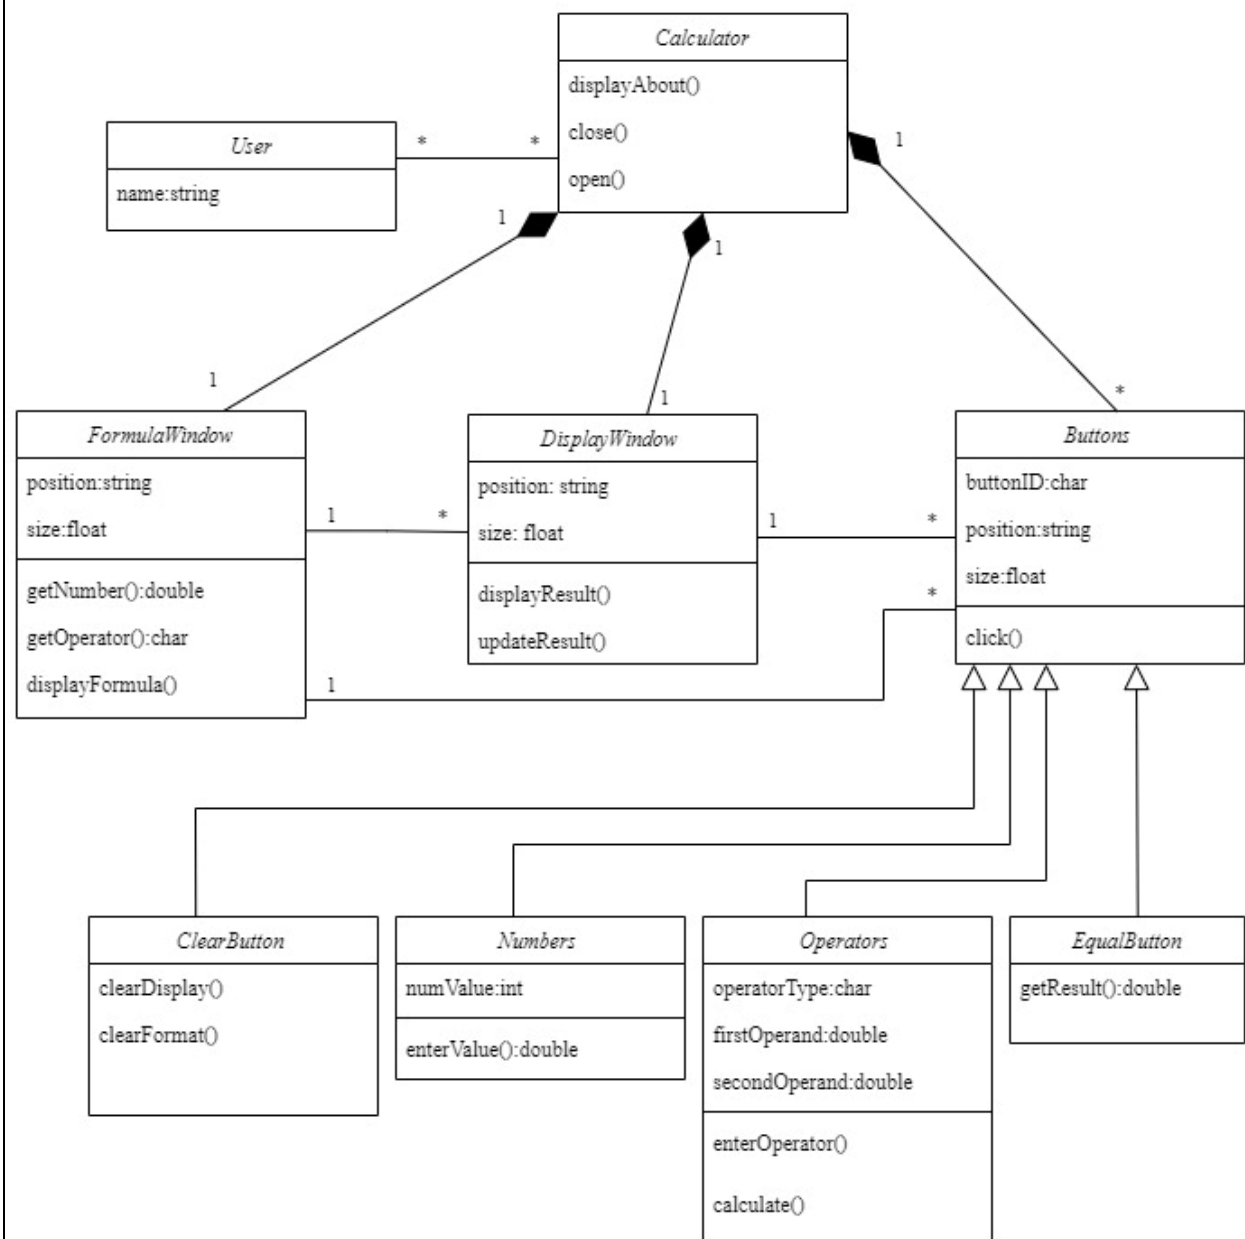 Calculator
displayAbout()
close()
open()
User
name:string
*
*
1
1
1
1
1
*
FormulaWindow
position:string
size:float
getNumber():double
getOperator():char
displayFormula()
1
*
DisplayWindow
position: string
size: float
displayResult()
updateResult()
1
*
Buttons
buttonID:char
position:string
size:float
click()
*
1
ClearButton
clearDisplay()
clearFormat()
Numbers
numValue:int
enterValue():double
Operators
operatorType:char
firstOperand:double
secondOperand:double
enterOperator()
calculate()
EqualButton
getResult():double